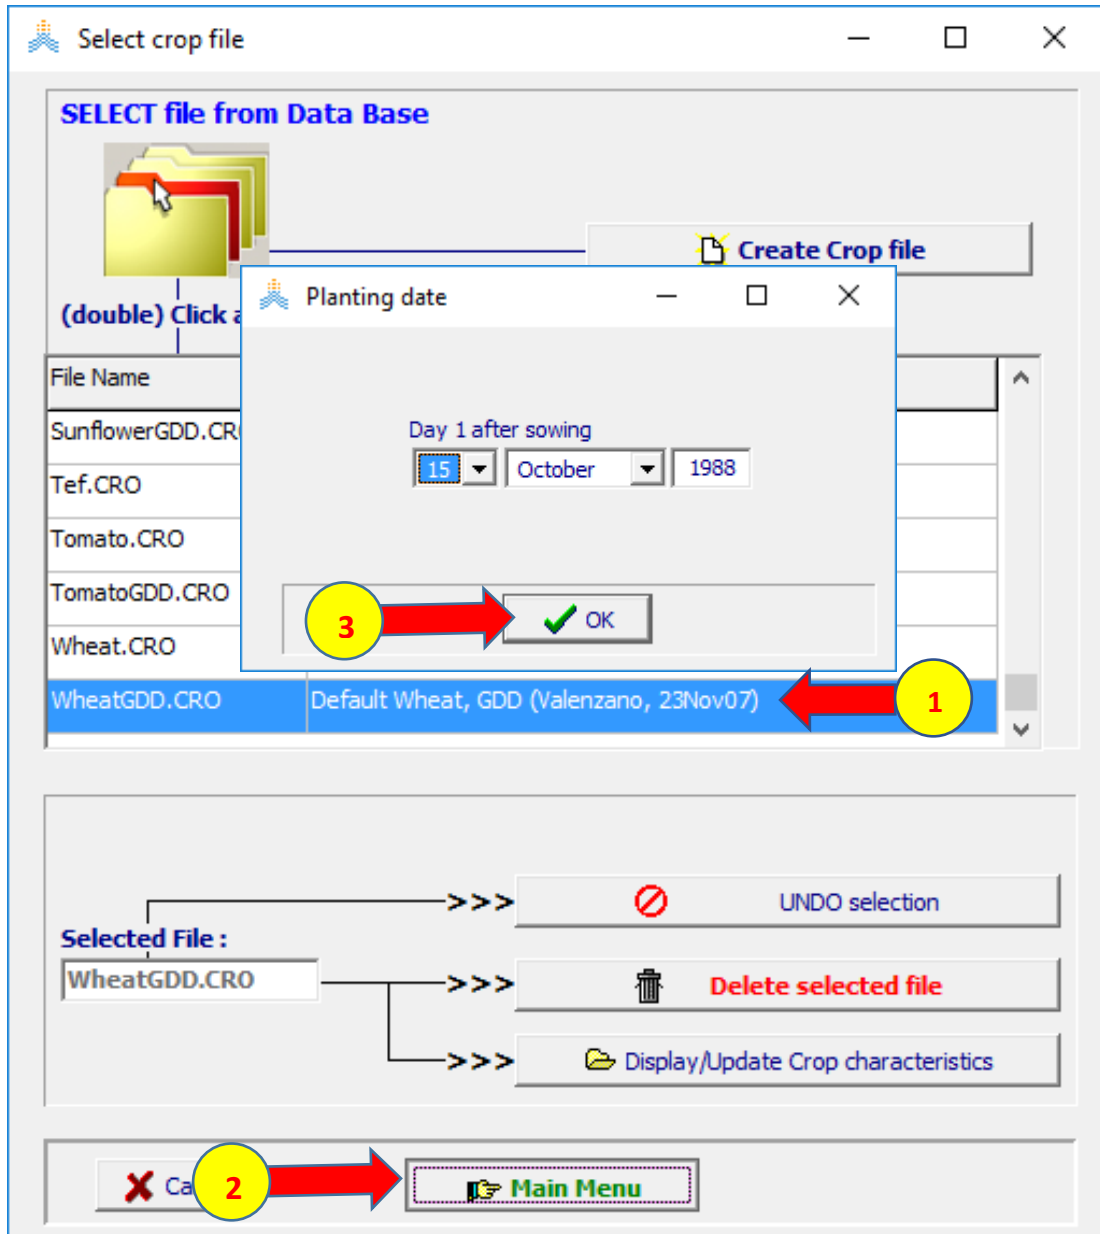 Select crop file
SELECT file from Data Base
Create Crop file
(double) Click
Planting date
Day 1 after sowing
15 October 1988
3
OK
File Name
SunflowerGDD.CR
Tef.CRO
Tomato.CRO
TomatoGDD.CRO
Wheat.CRO
WheatGDD.CRO Default Wheat, GDD (Valenzano, 23Nov07)
1
>>> UNDO selection
Selected File :
WheatGDD.CRO
>>> Delete selected file
>>> Display/Update Crop characteristics
Ca
2
Main Menu